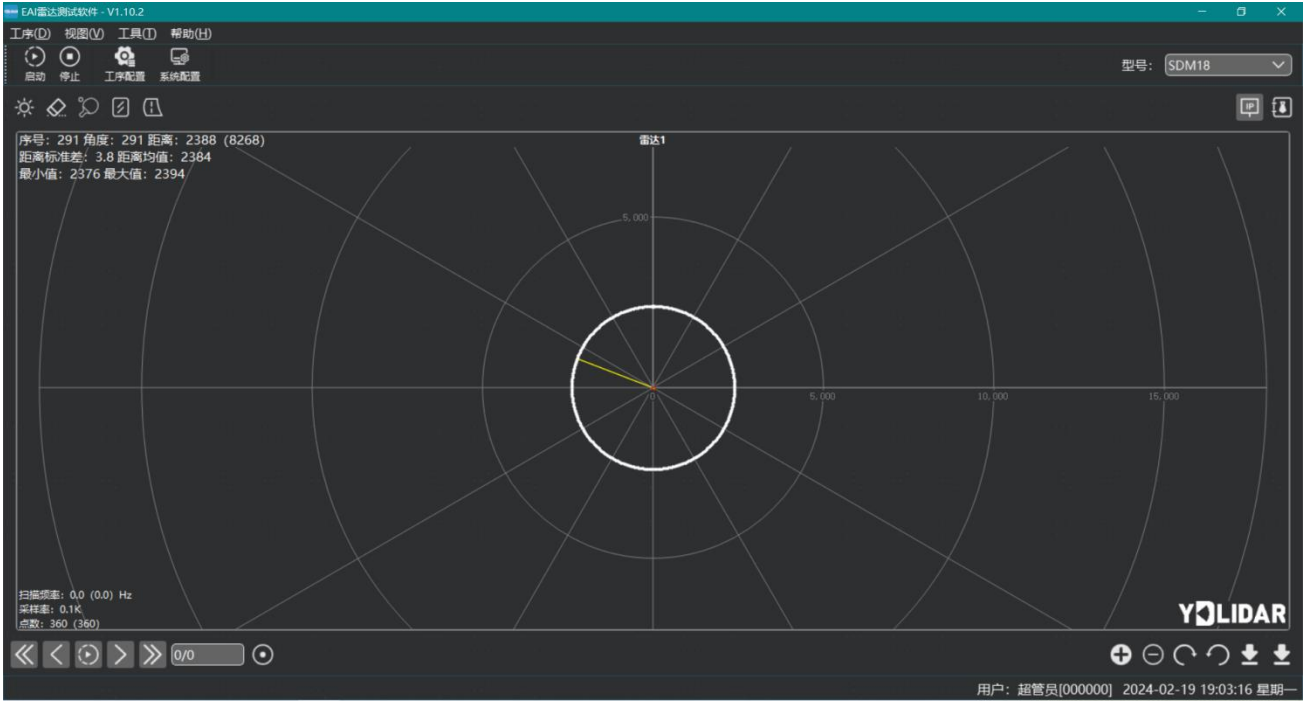 EAI雷达测试软件 - V1.10.2
工序(D) 视图(V) 工具(T) 帮助(H)
启动 停止 工序配置 系统配置
型号: SDM18
IP
序号: 291 角度: 291 距离: 2388 (8268)
距离标准差: 3.8 距离均值: 2384
最小值: 2376 最大值: 2394
雷达1
5,000
0 5,000 10,000 15,000
扫描频率: 0.0 (0.0) Hz
采样率: 0.1K
点数: 360 (360)
YDLIDAR
0/0
用户: 超管员[000000] 2024-02-19 19:03:16 星期一